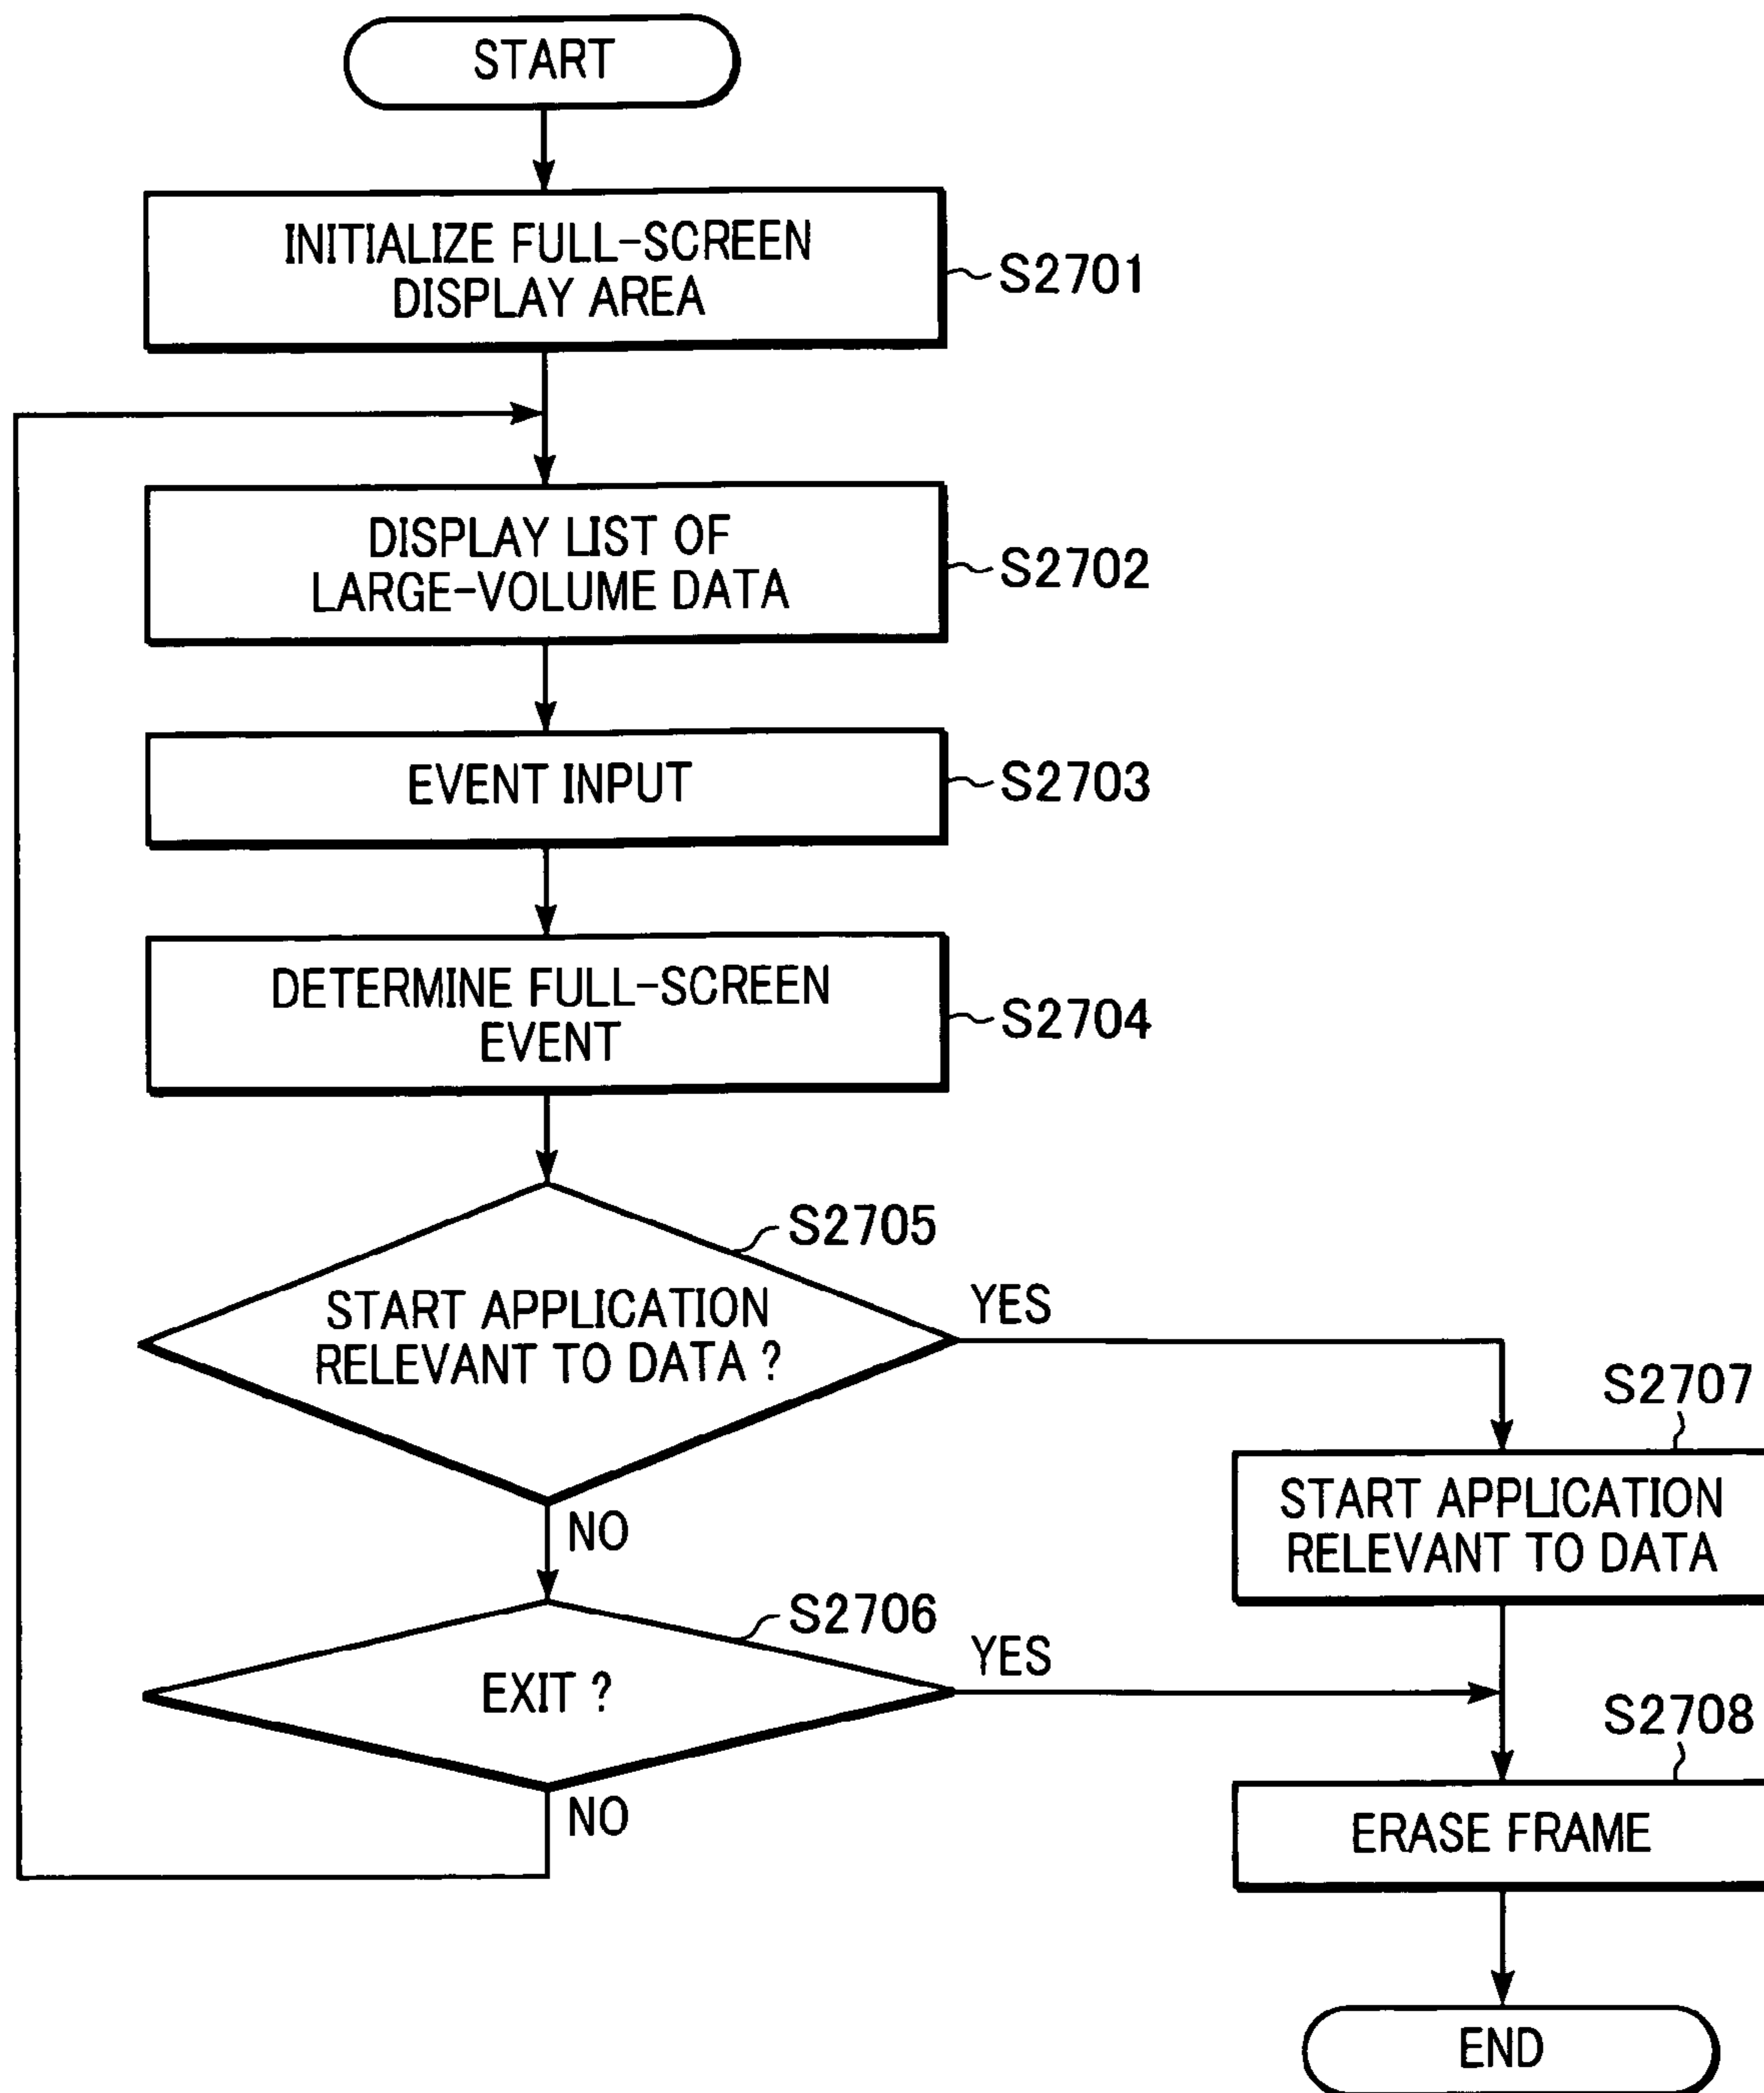 START
INITIALIZE FULL-SCREEN
DISPLAY AREA
S2701
DISPLAY LIST OF
LARGE-VOLUME DATA
S2702
EVENT INPUT
S2703
DETERMINE FULL-SCREEN
EVENT
S2704
S2705
START APPLICATION
RELEVANT TO DATA ?
YES
NO
S2707
START APPLICATION
RELEVANT TO DATA
S2706
EXIT ?
YES
NO
S2708
ERASE FRAME
END